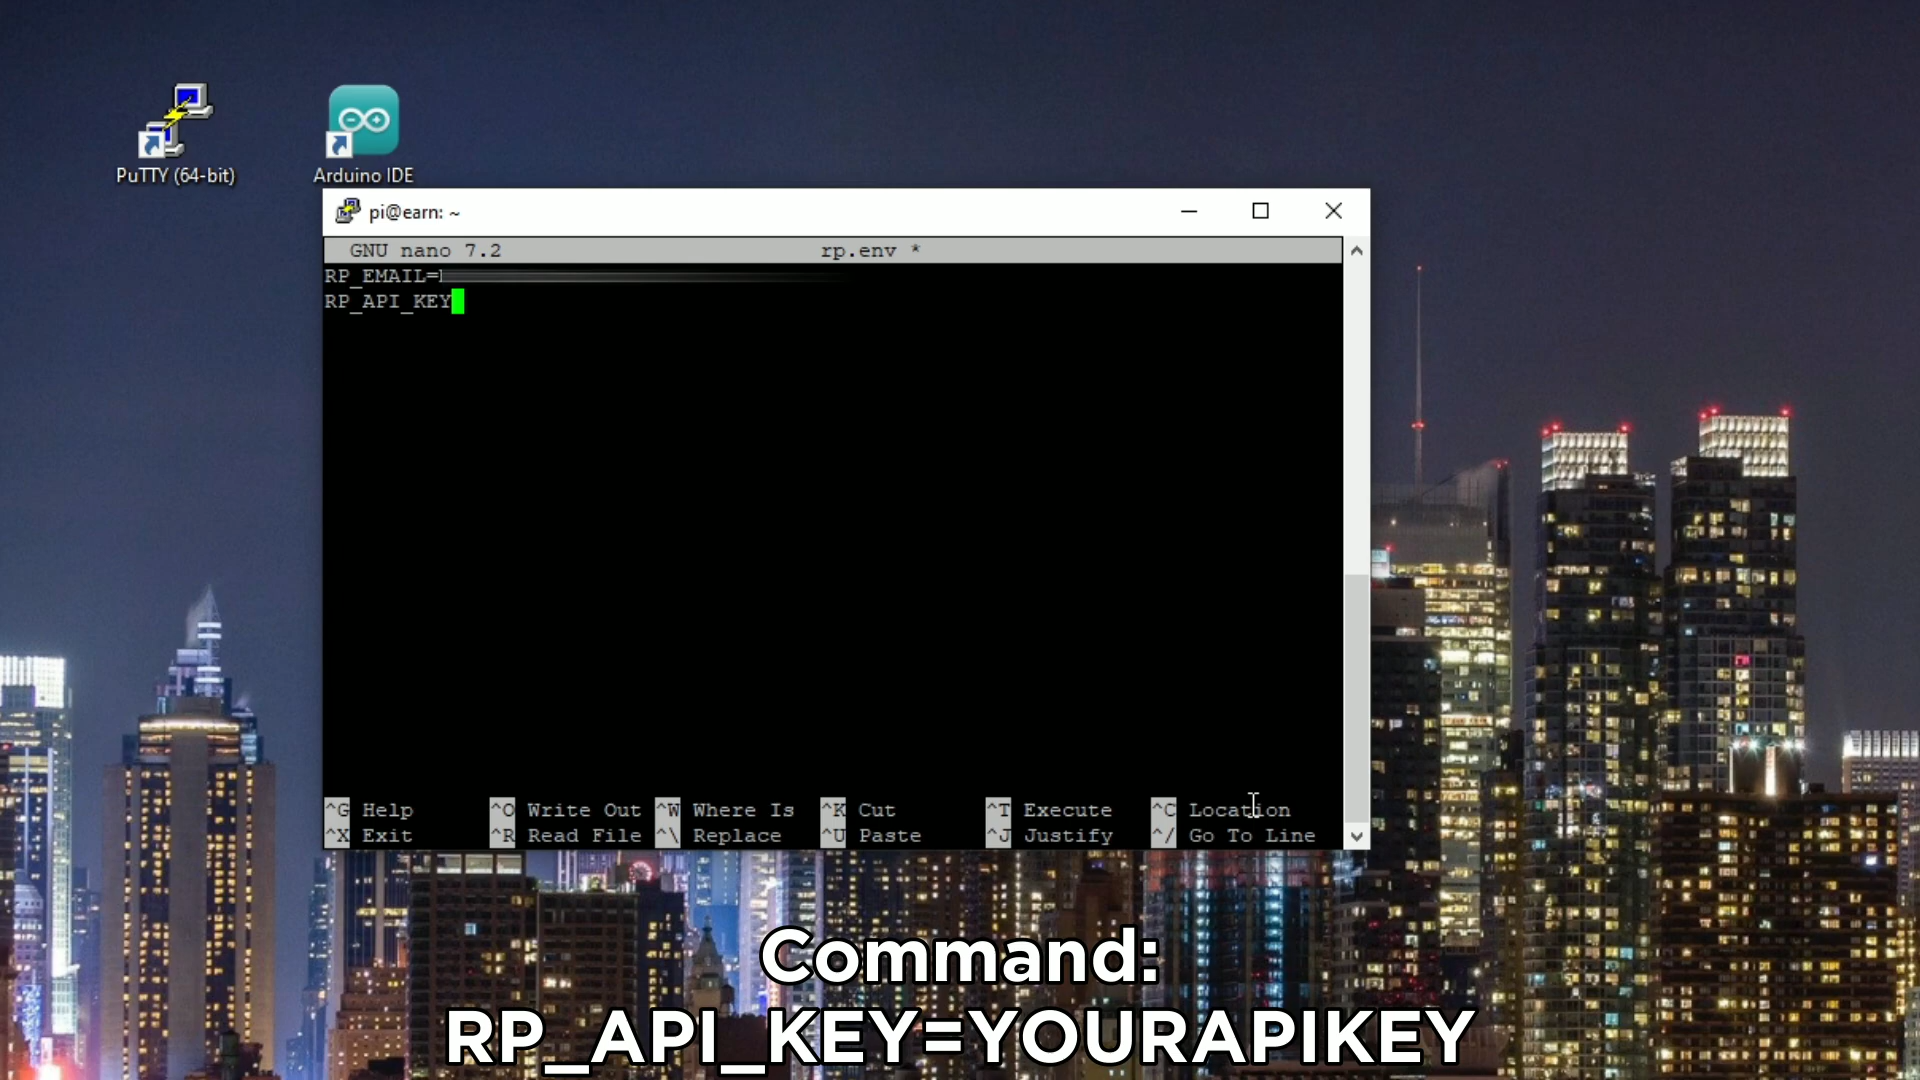 PuTTY (64-bit)
Arduino IDE
pi@earn: ~
GNU nano 7.2 rp.env *
RP_EMAIL=
RP_API_KEY
^G Help ^O Write Out ^W Where Is ^K Cut ^T Execute ^C Location
^X Exit ^R Read File ^\ Replace ^U Paste ^J Justify ^/ Go To Line
Command:
RP_API_KEY=YOURAPIKEY